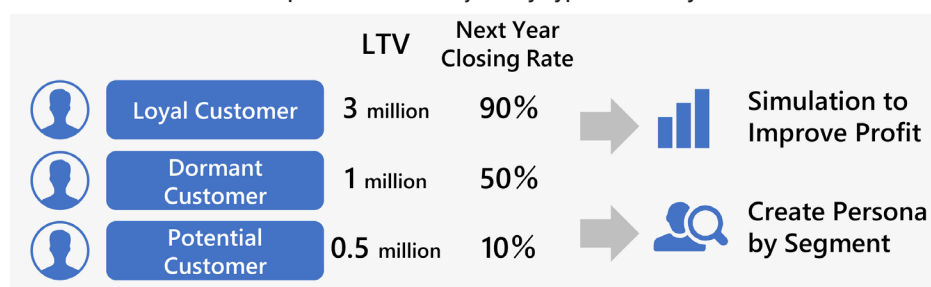 LTV
Next Year
Closing Rate
Loyal Customer
3 million
90%
Simulation to
Improve Profit
Dormant
Customer
1 million
50%
Potential
Customer
0.5 million
10%
Create Persona
by Segment